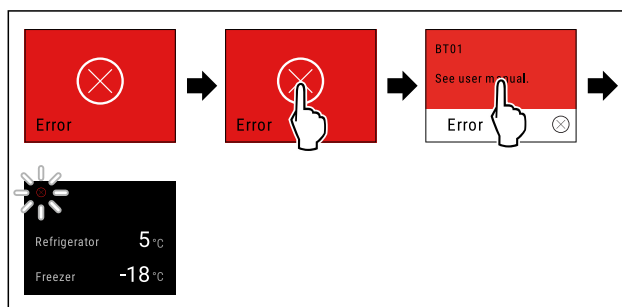 Error
Error
BT01
See user manual.
Error
Refrigerator 5 °C
Freezer -18 °C